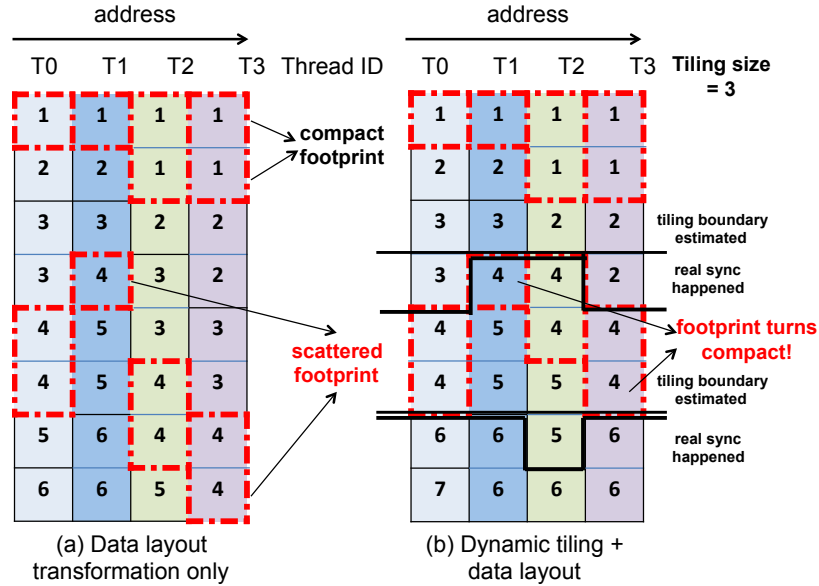 address
address
T0 T1 T2 T3 Thread ID
T0 T1 T2 T3 Tiling size
= 3
1 1 1 1
2 2 1 1
3 3 2 2
3 4 3 2
4 5 3 3
4 5 4 3
5 6 4 4
6 6 5 4
compact
footprint
scattered
footprint
1 1 1 1
2 2 1 1
3 3 2 2
3 4 4 2
4 5 4 4
4 5 5 4
6 6 5 6
7 6 6 6
tiling boundary
estimated
real sync
happened
footprint turns
compact!
tiling boundary
estimated
real sync
happened
(a) Data layout
transformation only
(b) Dynamic tiling +
data layout